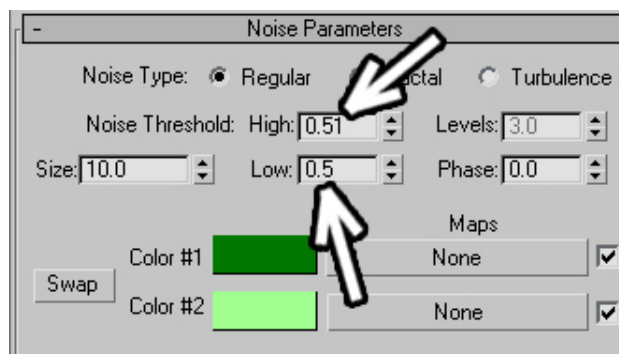 - Noise Parameters
Noise Type: Regular ctal Turbulence
Noise Threshold: High: 0.51 Levels: 3.0
Size: 10.0 Low: 0.5 Phase: 0.0
Maps
Color #1 None
Swap
Color #2 None